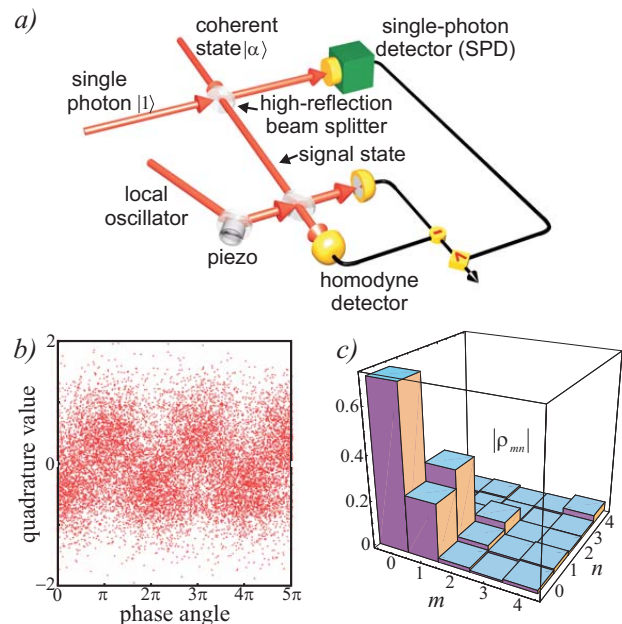 a)
coherent
state |α⟩
single-photon
detector (SPD)
single
photon |1⟩
high-reflection
beam splitter
signal state
local
oscillator
piezo
homodyne
detector
b)
quadrature value
2
0
−2
0 π 2π 3π 4π 5π
phase angle
c)
0.6
0.4
0.2
0
|ρmn|
0 1 2 3 4
m
0 1 2 3 4
n